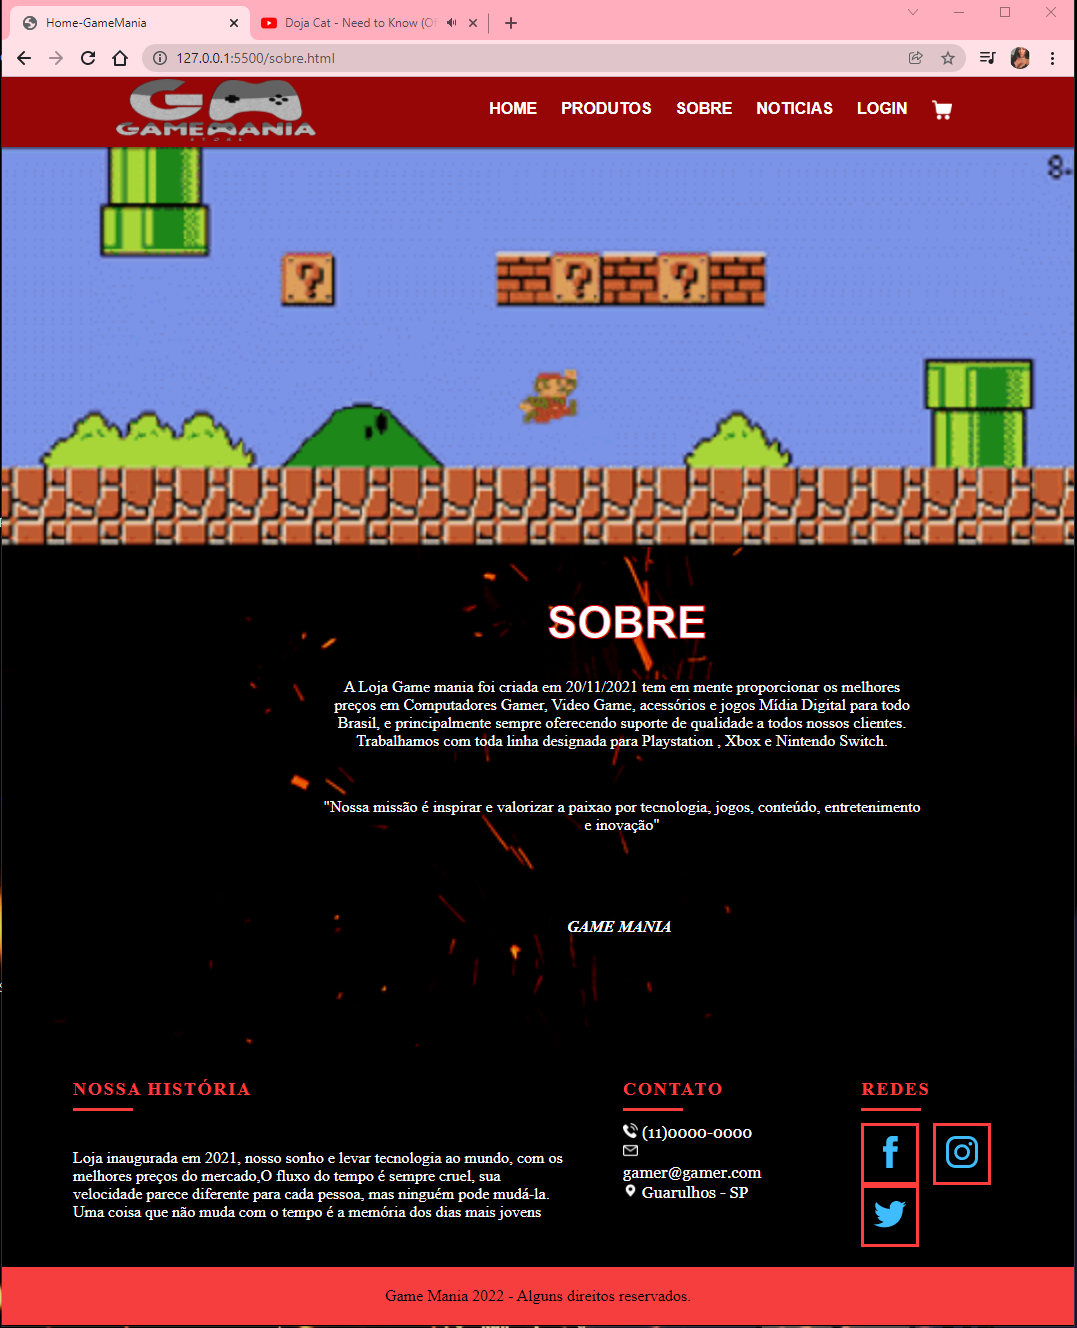 Home-GameMania
Doja Cat - Need to Know (Of
127.0.0.1:5500/sobre.html
GAMEMANIA
HOME PRODUTOS SOBRE NOTICIAS LOGIN
8-
SOBRE
A Loja Game mania foi criada em 20/11/2021 tem em mente proporcionar os melhores
preços em Computadores Gamer, Video Game, acessórios e jogos Mídia Digital para todo
Brasil, e principalmente sempre oferecendo suporte de qualidade a todos nossos clientes.
Trabalhamos com toda linha designada para Playstation , Xbox e Nintendo Switch.
"Nossa missão é inspirar e valorizar a paixao por tecnologia, jogos, conteúdo, entretenimento
e inovação"
GAME MANIA
NOSSA HISTÓRIA
Loja inaugurada em 2021, nosso sonho e levar tecnologia ao mundo, com os
melhores preços do mercado,O fluxo do tempo é sempre cruel, sua
velocidade parece diferente para cada pessoa, mas ninguém pode mudá-la.
Uma coisa que não muda com o tempo é a memória dos dias mais jovens
CONTATO
(11)0000-0000
gamer@gamer.com
Guarulhos - SP
REDES
Game Mania 2022 - Alguns direitos reservados.